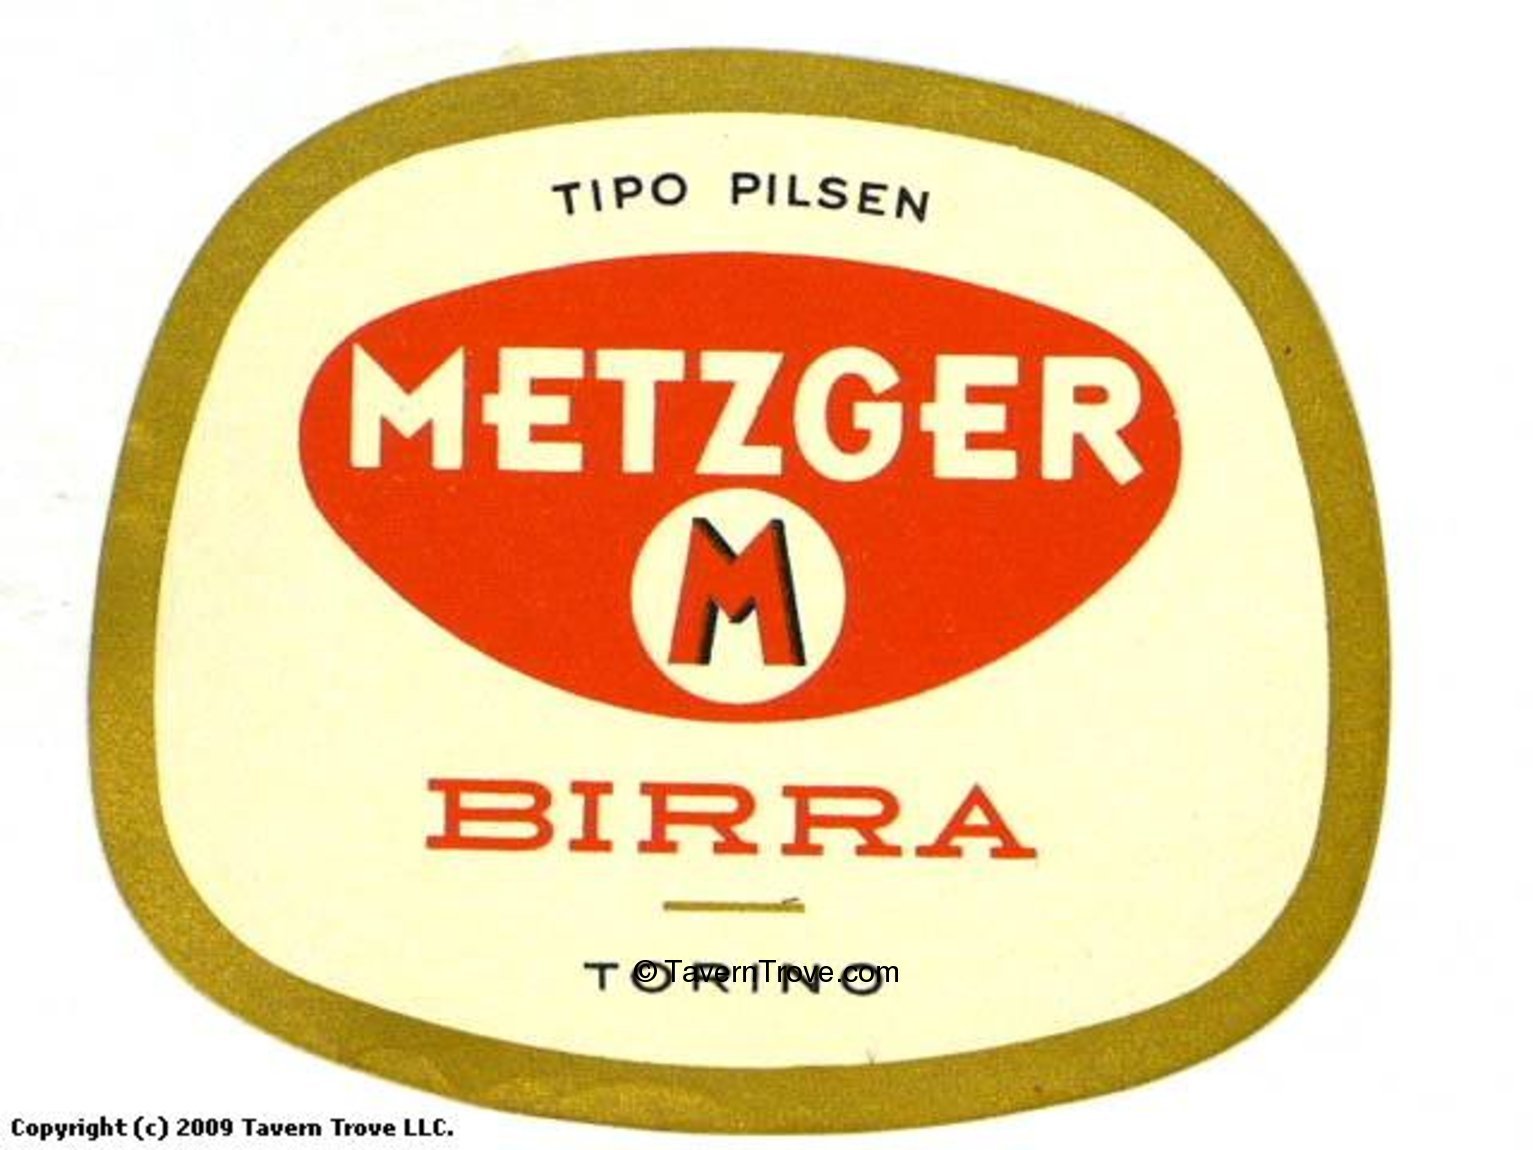 TIPO PILSEN
METZGER
M
BIRRA
TORINO
© TavernTrove.com
Copyright (c) 2009 Tavern Trove LLC.